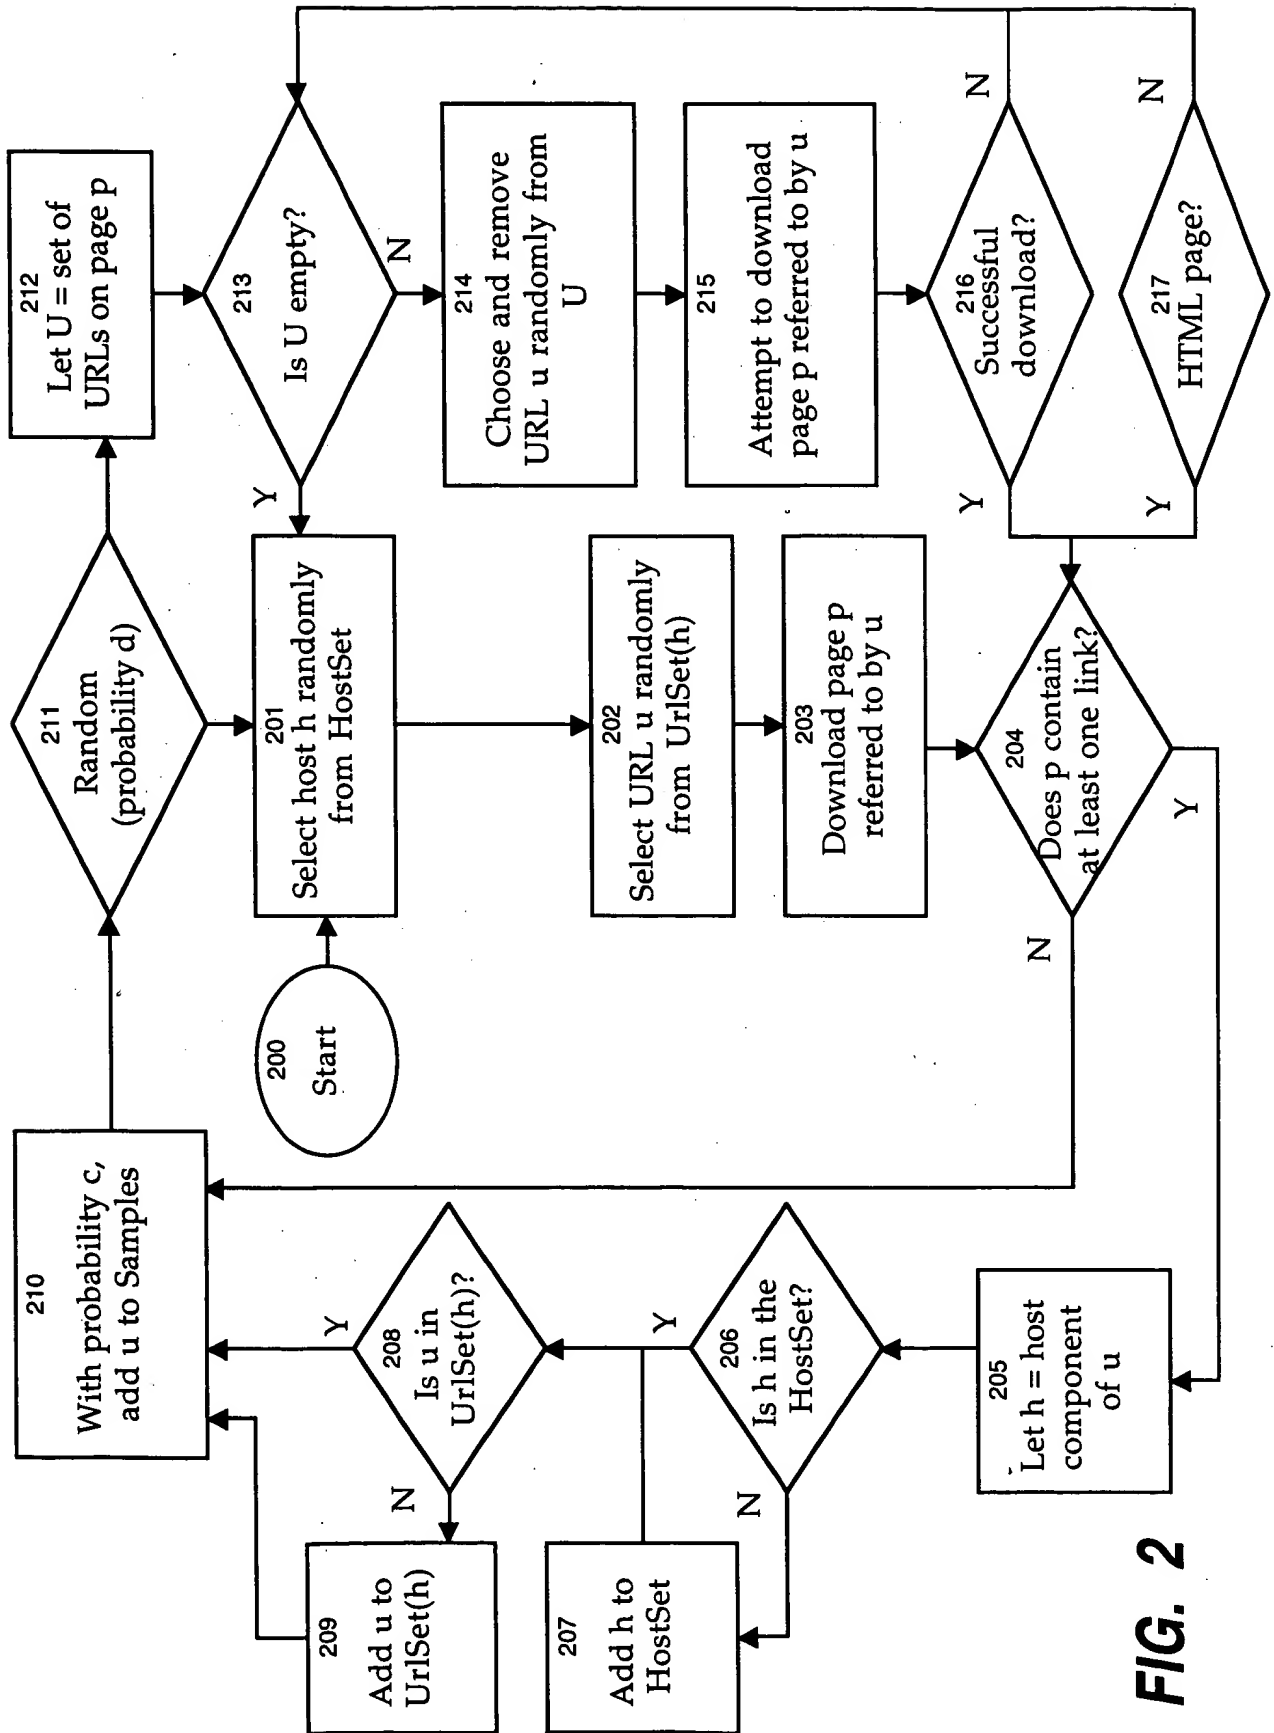 200
Start
201
Select host h randomly
from HostSet
202
Select URL u randomly
from UrlSet(h)
203
Download page p
referred to by u
204
Does p contain
at least one link?
N
Y
205
Let h = host
component
of u
206
Is h in the
HostSet?
N
Y
207
Add h to
HostSet
208
Is u in
UrlSet(h)?
N
Y
209
Add u to
UrlSet(h)
210
With probability c,
add u to Samples
211
Random
(probability d)
212
Let U = set of
URLs on page p
213
Is U empty?
Y
N
214
Choose and remove
URL u randomly from
U
215
Attempt to download
page p referred to by u
216
Successful
download?
Y
N
217
HTML page?
Y
N
FIG. 2